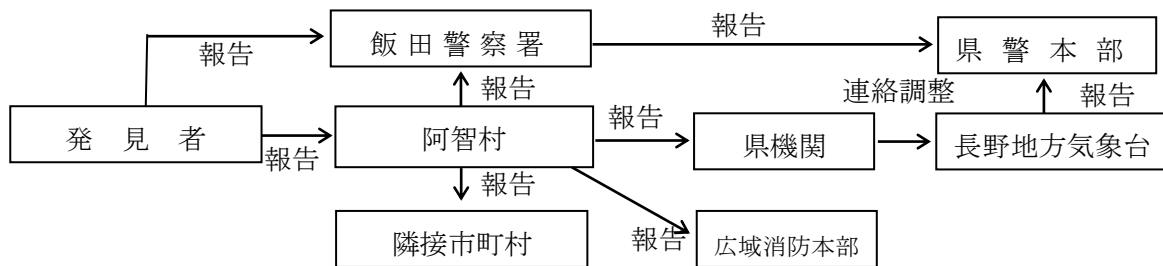 報告
飯田警察署
報告
県警本部
報告
連絡調整
報告
発見者
報告
阿智村
報告
県機関
長野地方気象台
報告
隣接市町村
報告
広域消防本部